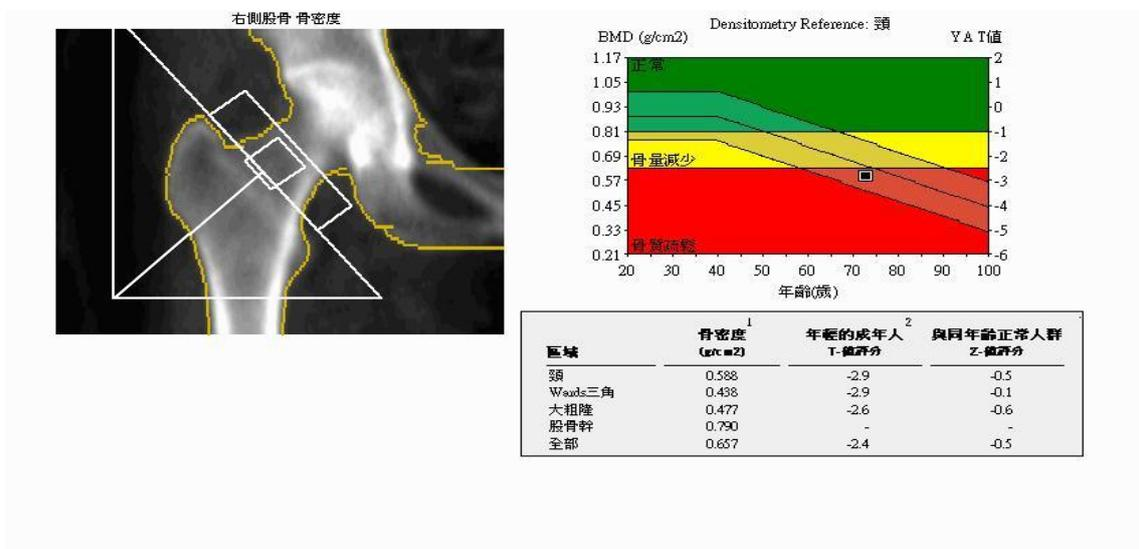 右側股骨 骨密度
Densitometry Reference: 頸
BMD (g/cm2)
Y A T值
1.17
1.05
0.93
0.81
0.69
0.57
0.45
0.33
0.21
正常
骨量減少
骨質疏鬆
2
1
-0
-1
-2
-3
-4
-5
-6
20 30 40 50 60 70 80 90 100
年齡(歲)
區域 骨密度1 (g/cm2) 年輕的成年人2 T-值評分 與同年齡正常人群 Z-值評分
頸 0.588 -2.9 -0.5
Wards三角 0.438 -2.9 -0.1
大粗隆 0.477 -2.6 -0.6
股骨幹 0.790 - -
全部 0.657 -2.4 -0.5